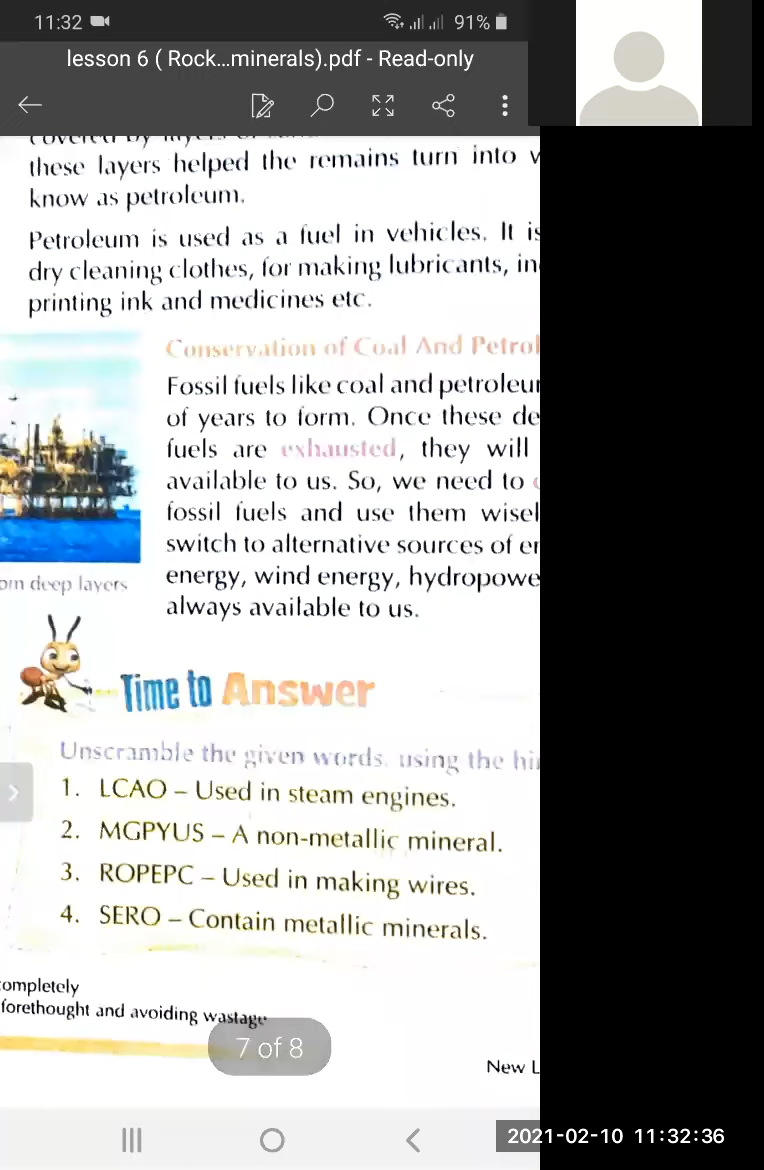 11:32 91%
lesson 6 ( Rock...minerals).pdf - Read-only
these layers helped the remains turn into
know as petroleum.
Petroleum is used as a fuel in vehicles. It is
dry cleaning clothes, for making lubricants, in
printing ink and medicines etc.
Conservation of Coal And Petrol
Fossil fuels like coal and petroleu
of years to form. Once these de
fuels are exhausted, they will
available to us. So, we need to
fossil fuels and use them wisel
switch to alternative sources of er
energy, wind energy, hydropowe
always available to us.
om deep layers
Time to Answer
Unscramble the given words, using the hi
1. LCAO – Used in steam engines.
2. MGPYUS – A non-metallic mineral.
3. ROPEPC – Used in making wires.
4. SERO – Contain metallic minerals.
ompletely
forethought and avoiding wastage
7 of 8
New L
2021-02-10 11:32:36